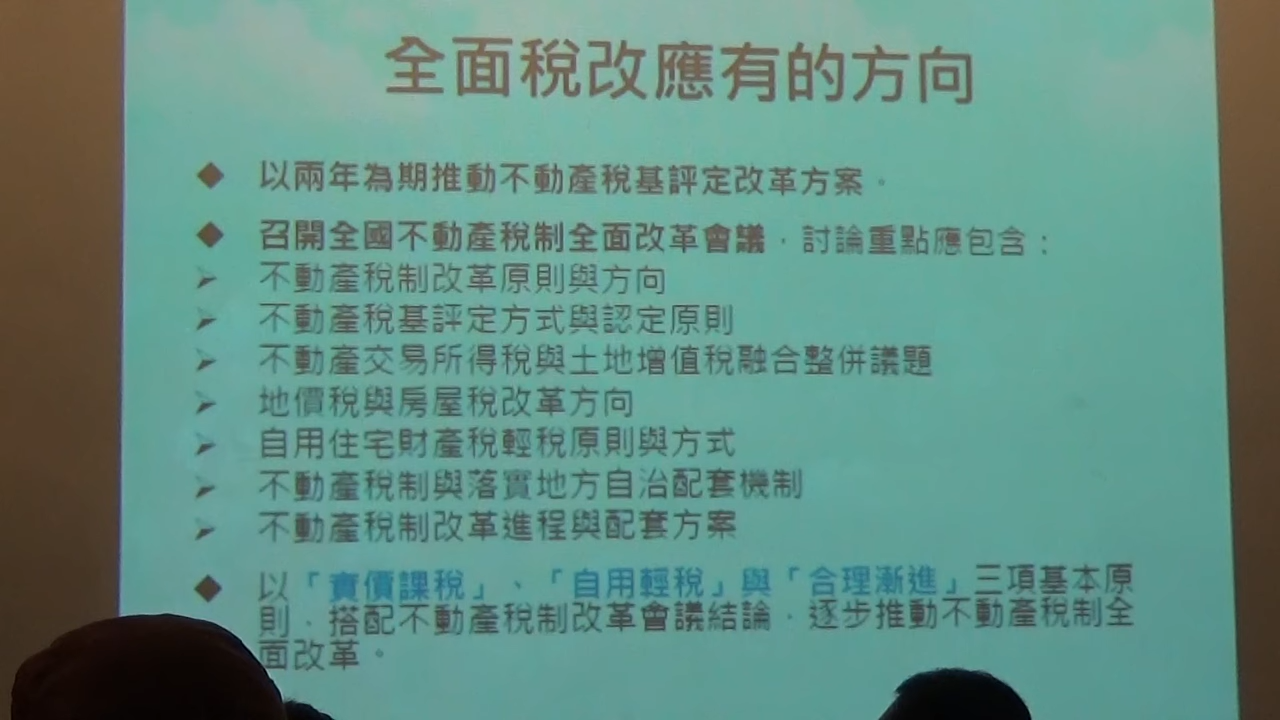 全面稅改應有的方向
◆ 以兩年為期推動不動產稅基評定改革方案。
◆ 召開全國不動產稅制全面改革會議，討論重點應包含：
➢ 不動產稅制改革原則與方向
➢ 不動產稅基評定方式與認定原則
➢ 不動產交易所得稅與土地增值稅融合整併議題
➢ 地價稅與房屋稅改革方向
➢ 自用住宅財產稅輕稅原則與方式
➢ 不動產稅制與落實地方自治配套機制
➢ 不動產稅制改革進程與配套方案
◆ 以「實價課稅」、「自用輕稅」與「合理漸進」三項基本原
則，搭配不動產稅制改革會議結論，逐步推動不動產稅制全
面改革。